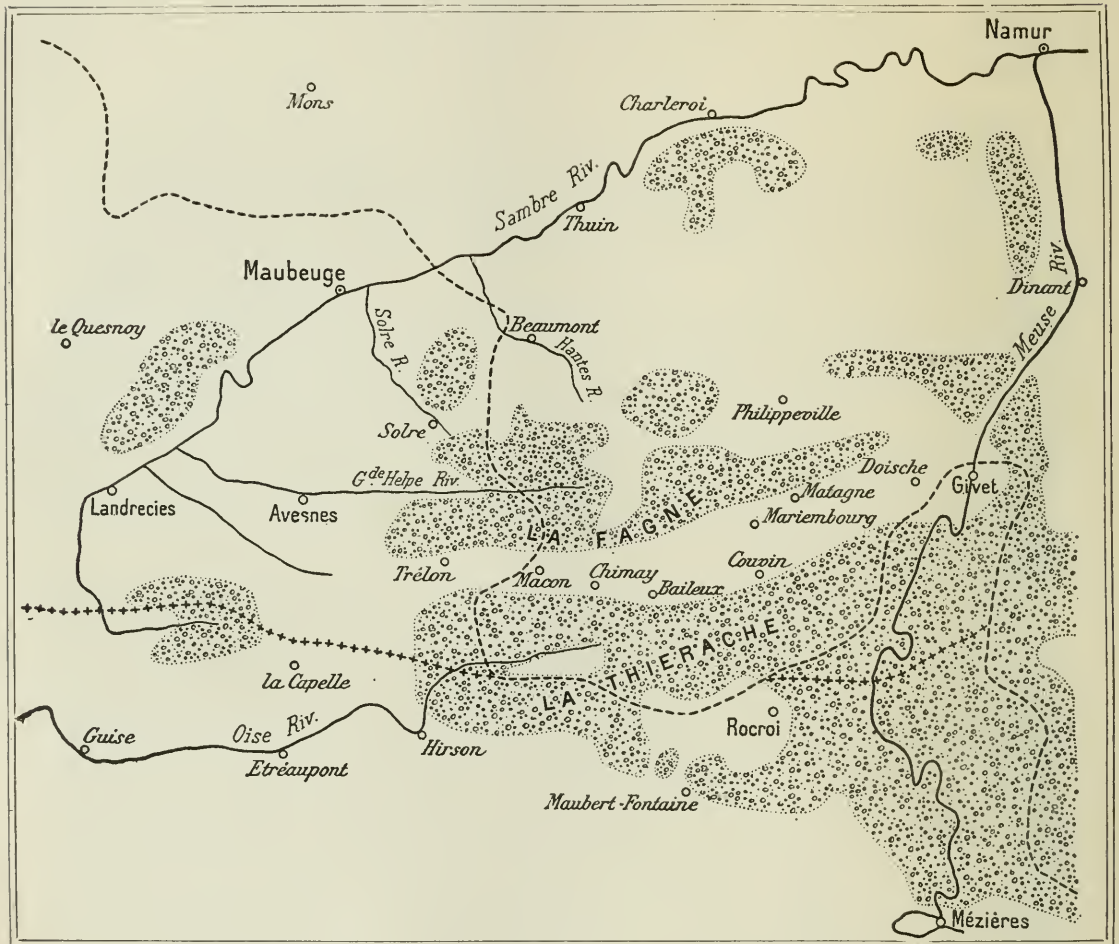 Namur
Mons
Charleroi
Sambre Riv.
Thuin
Maubeuge
Meuse Riv.
Dinant
le Quesnoy
Solre R.
Beaumont
Hantes R.
Philippeville
Solre
Gde Helpe Riv.
Doische
Givet
Landrecies
Avesnes
Matagne
LA FAGNE
Mariembourg
Trélon
Macon
Chimay
Couvin
Baileux
LA THIERACHE
la Capelle
Oise Riv.
Rocroi
Guise
Hirson
Etréaupont
Maubert-Fontaine
Mézières